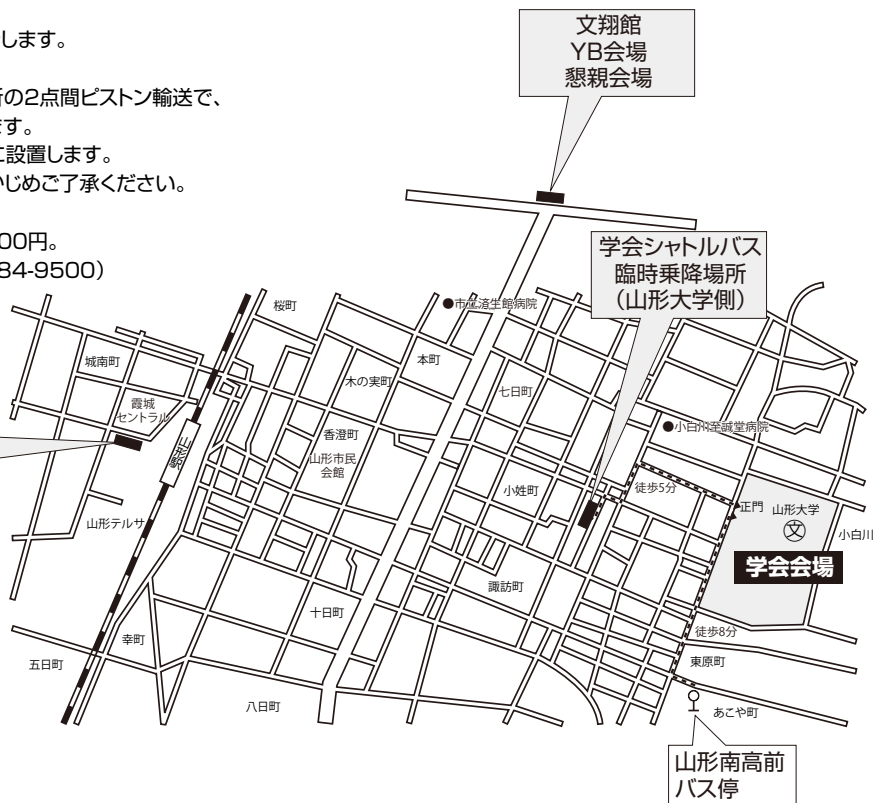 します。
所の2点間ピストン輸送で、
ます。
に設置します。
かじめご了承ください。
00円。
84-9500）
文翔館
YB会場
懇親会場
学会シャトルバス
臨時乗降場所
（山形大学側）
桜町
●市立済生館病院
城南町
本町
木の実町
七日町
霞城
セントラル
香澄町
山形市民
会館
●小白川至誠堂病院
山形駅
小姓町
徒歩5分
正門
山形大学
文
小白川
山形テルサ
学会会場
諏訪町
十日町
徒歩8分
幸町
五日町
東原町
八日町
あこや町
山形南高前
バス停